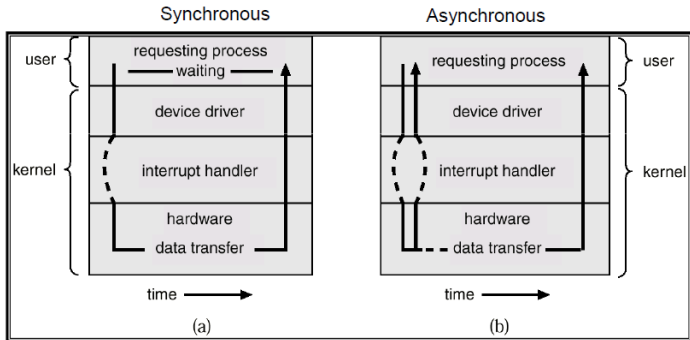 Synchronous
Asynchronous
user
requesting process
waiting
device driver
kernel
interrupt handler
hardware
data transfer
time
(a)
requesting process
user
device driver
interrupt handler
kernel
hardware
data transfer
time
(b)